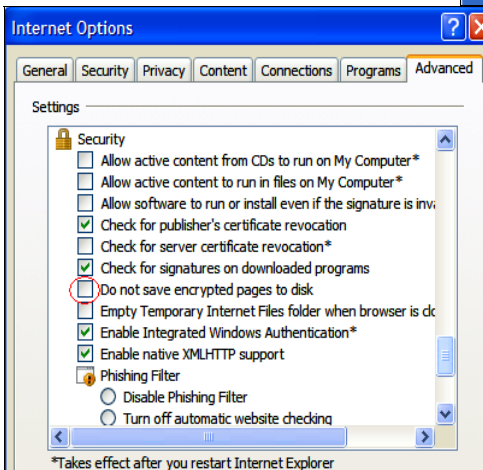 Internet Options
General Security Privacy Content Connections Programs Advanced
Settings
Security
Allow active content from CDs to run on My Computer*
Allow active content to run in files on My Computer*
Allow software to run or install even if the signature is inva
Check for publisher's certificate revocation
Check for server certificate revocation*
Check for signatures on downloaded programs
Do not save encrypted pages to disk
Empty Temporary Internet Files folder when browser is clo
Enable Integrated Windows Authentication*
Enable native XMLHTTP support
Phishing Filter
Disable Phishing Filter
Turn off automatic website checking
*Takes effect after you restart Internet Explorer